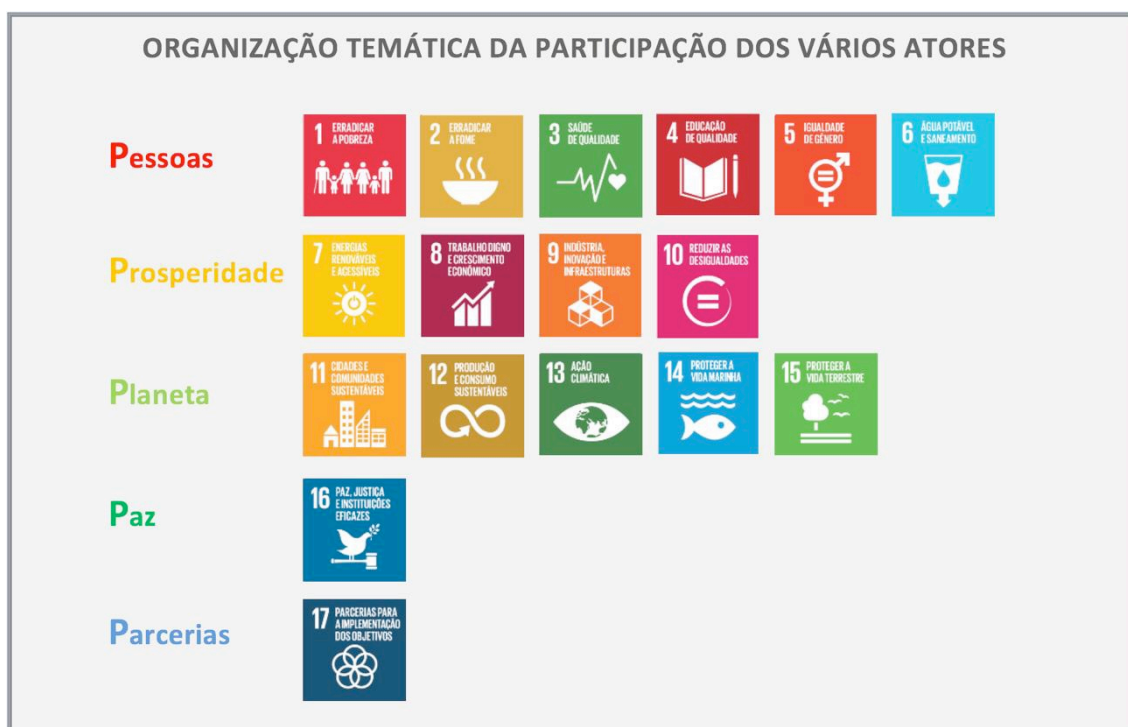 ORGANIZAÇÃO TEMÁTICA DA PARTICIPAÇÃO DOS VÁRIOS ATORES
Pessoas
1 ERRADICAR
A POBREZA
2 ERRADICAR
A FOME
3 SAÚDE
DE QUALIDADE
4 EDUCAÇÃO
DE QUALIDADE
5 IGUALDADE
DE GÉNERO
6 ÁGUA POTÁVEL
E SANEAMENTO
Prosperidade
7 ENERGIAS
RENOVÁVEIS
E ACESSÍVEIS
8 TRABALHO DIGNO
E CRESCIMENTO
ECONÓMICO
9 INDÚSTRIA,
INOVAÇÃO E
INFRAESTRUTURAS
10 REDUZIR AS
DESIGUALDADES
Planeta
11 CIDADES E
COMUNIDADES
SUSTENTÁVEIS
12 PRODUÇÃO
E CONSUMO
SUSTENTÁVEIS
13 AÇÃO
CLIMÁTICA
14 PROTEGER A
VIDA MARINHA
15 PROTEGER A
VIDA TERRESTRE
Paz
16 PAZ, JUSTIÇA
E INSTITUIÇÕES
EFICAZES
Parcerias
17 PARCERIAS PARA
A IMPLEMENTAÇÃO
DOS OBJETIVOS